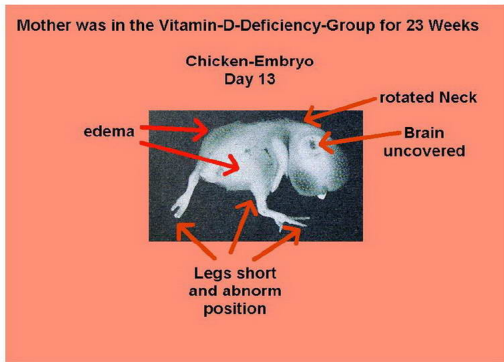 Mother was in the Vitamin-D-Deficiency-Group for 23 Weeks
Chicken-Embryo
Day 13
rotated Neck
edema
Brain
uncovered
Legs short
and abnorm
position